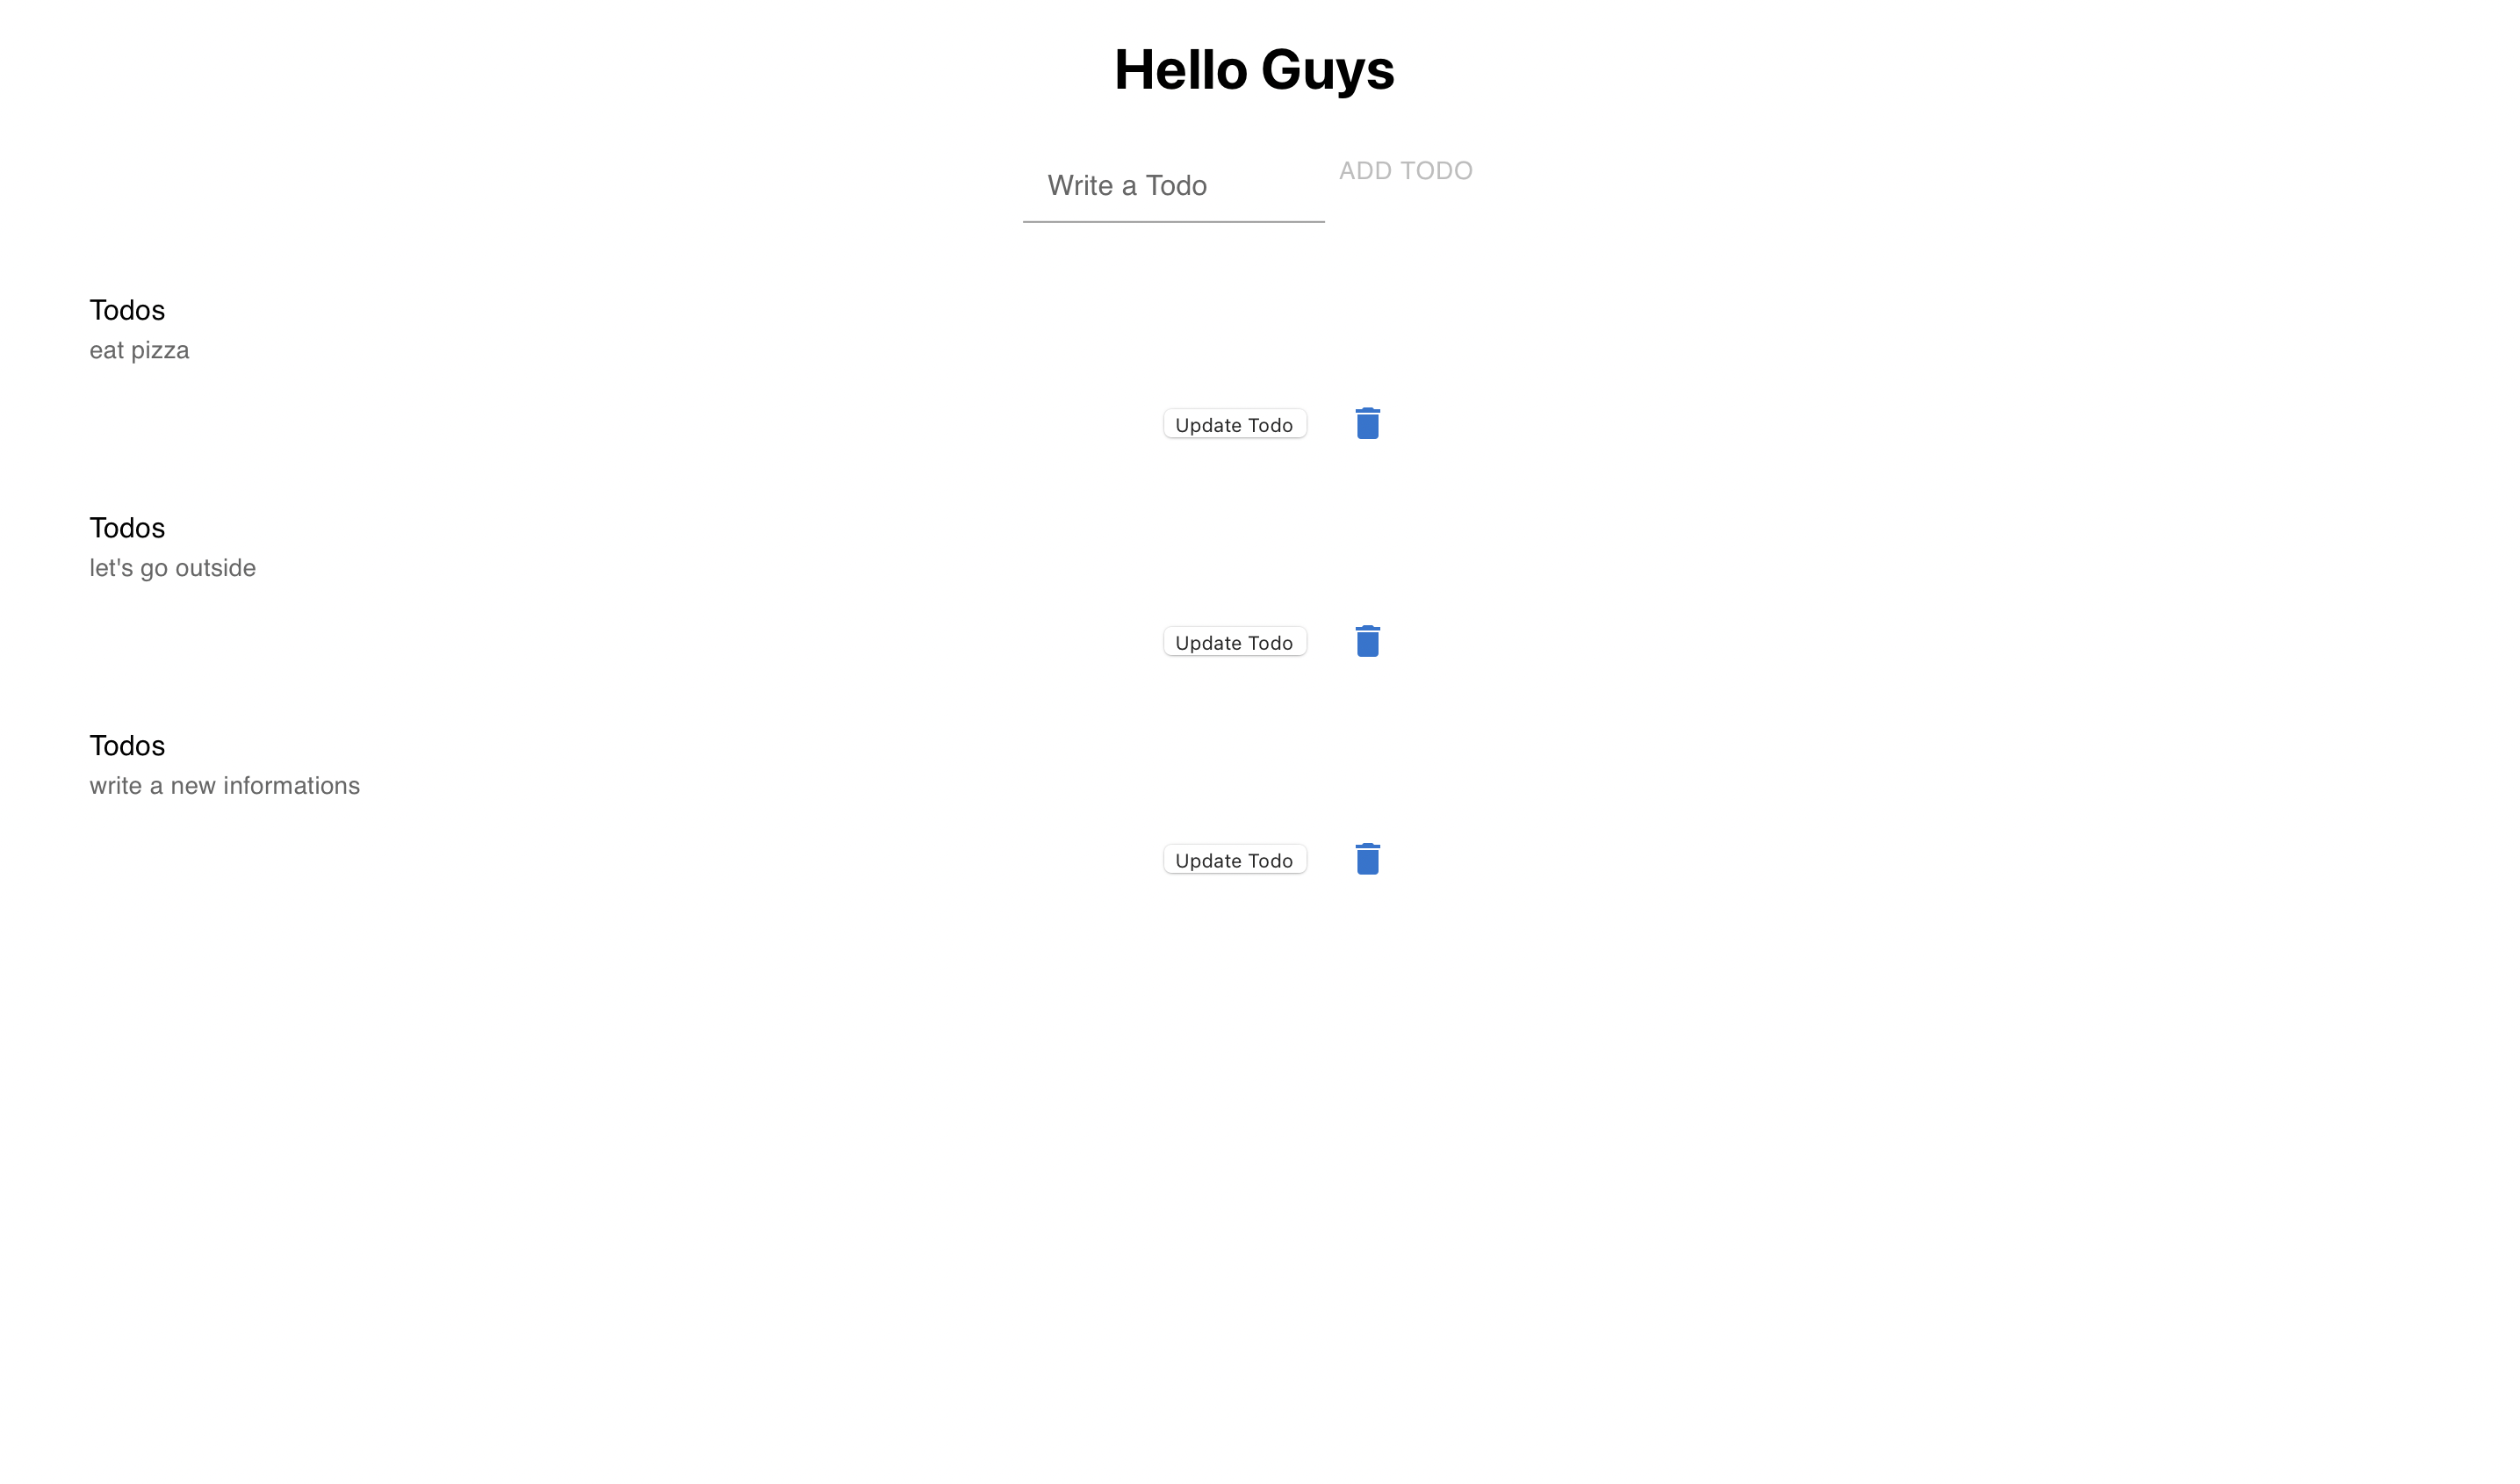 Hello Guys
Write a Todo
ADD TODO
Todos
eat pizza
Update Todo
Todos
let's go outside
Update Todo
Todos
write a new informations
Update Todo